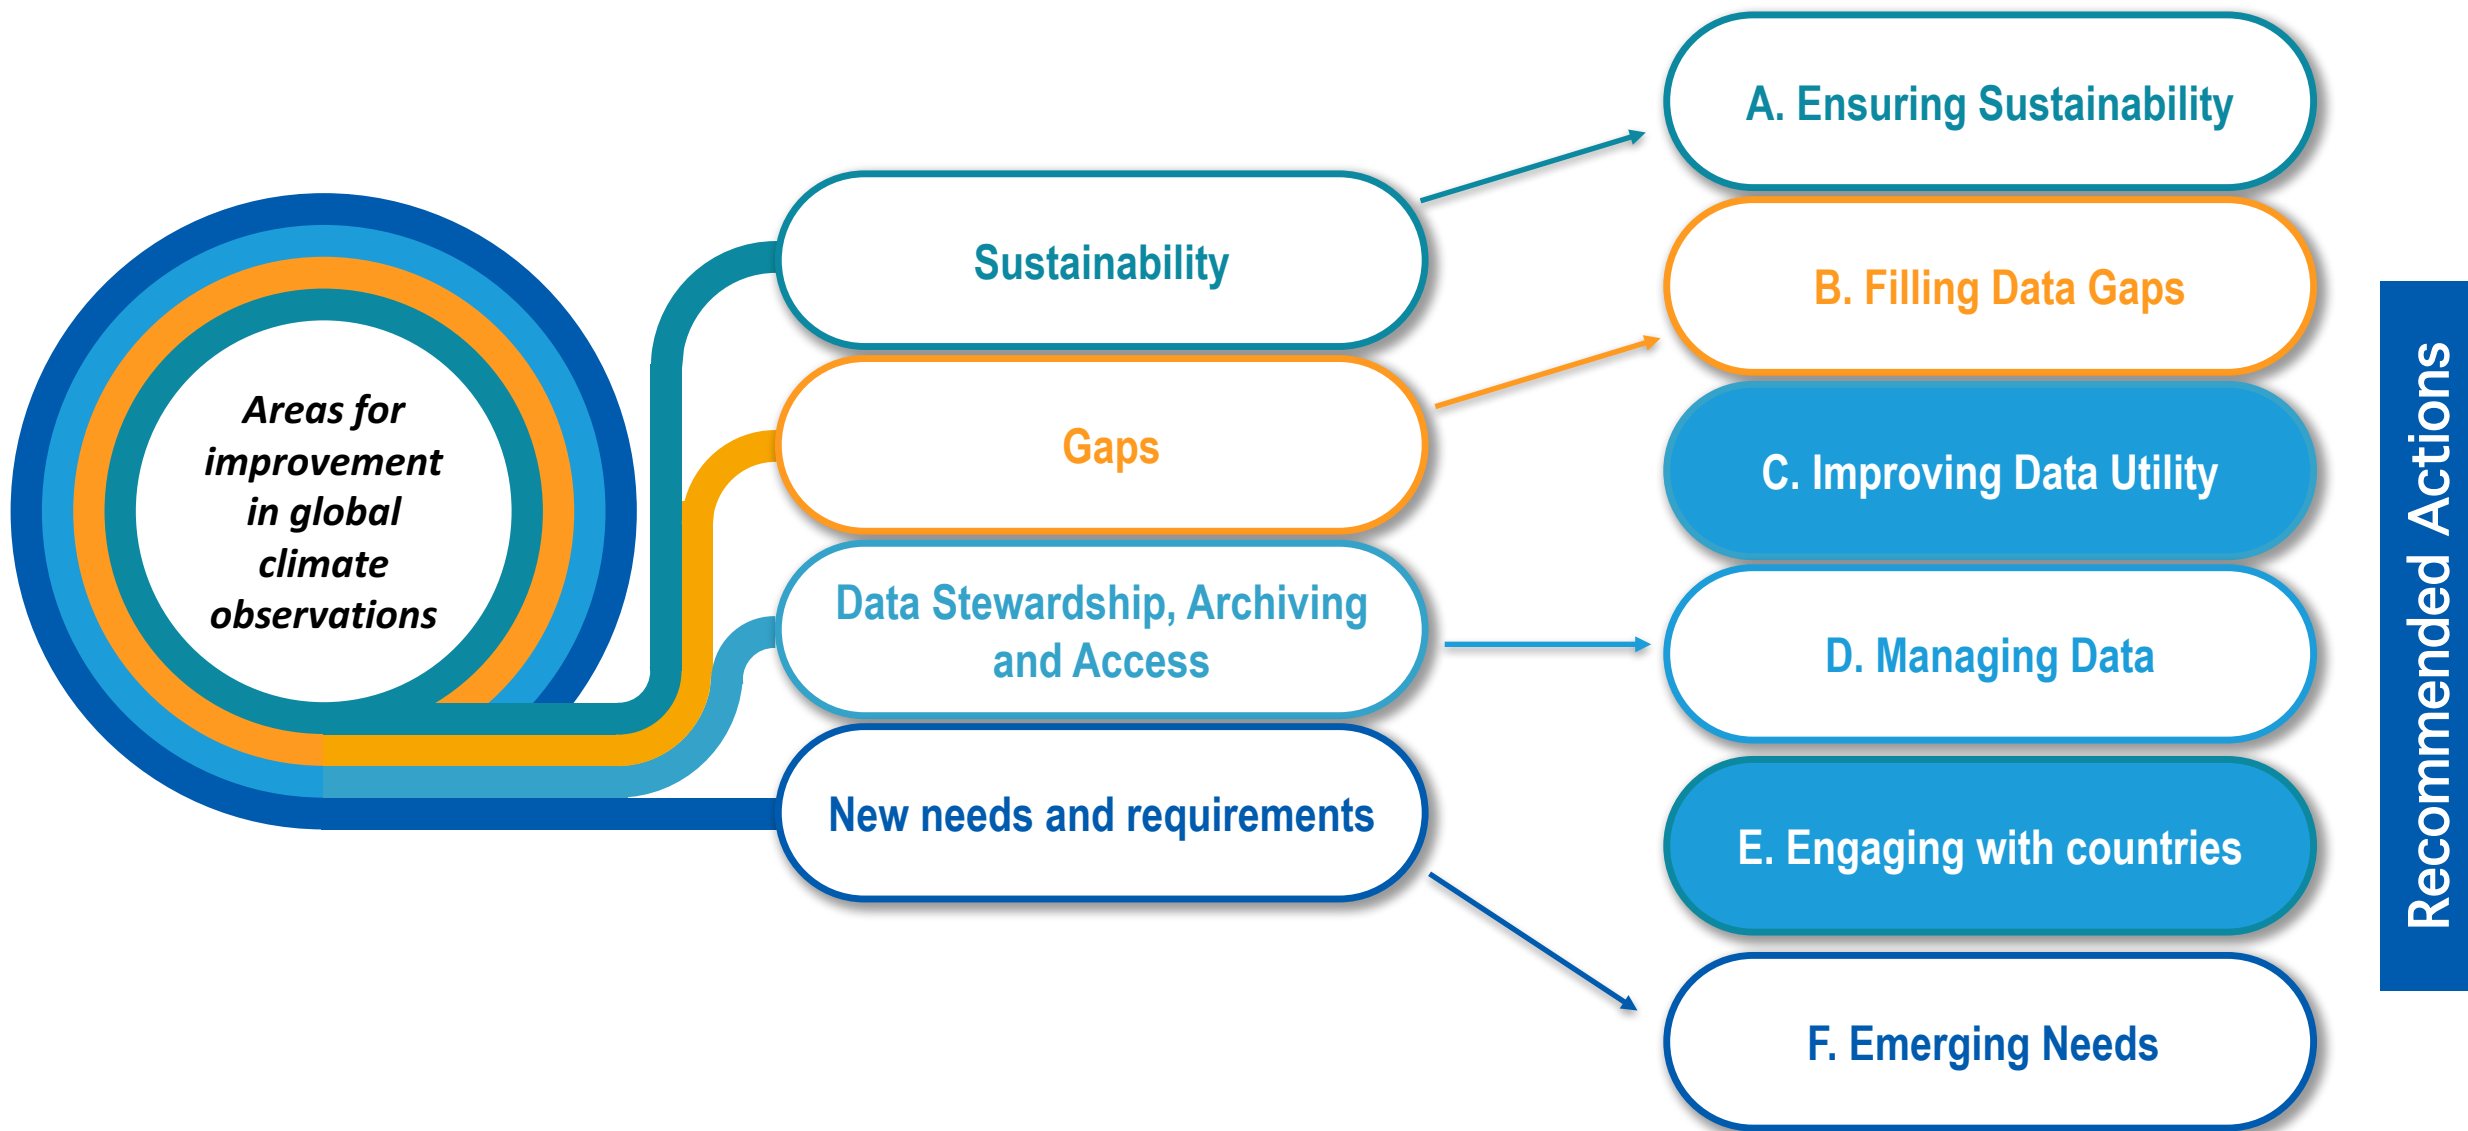 Areas for
improvement
in global
climate
observations
Sustainability
Gaps
Data Stewardship, Archiving
and Access
New needs and requirements
A. Ensuring Sustainability
B. Filling Data Gaps
C. Improving Data Utility
D. Managing Data
E. Engaging with countries
F. Emerging Needs
Recommended Actions